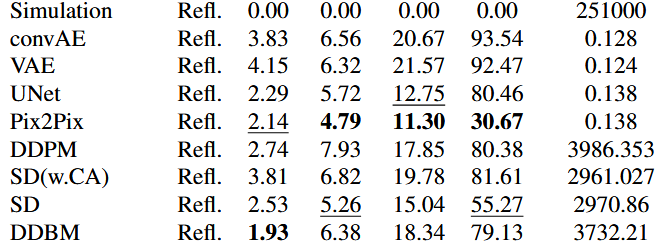 Simulation Refl. 0.00 0.00 0.00 0.00 251000
convAE Refl. 3.83 6.56 20.67 93.54 0.128
VAE Refl. 4.15 6.32 21.57 92.47 0.124
UNet Refl. 2.29 5.72 12.75 80.46 0.138
Pix2Pix Refl. 2.14 4.79 11.30 30.67 0.138
DDPM Refl. 2.74 7.93 17.85 80.38 3986.353
SD(w.CA) Refl. 3.81 6.82 19.78 81.61 2961.027
SD Refl. 2.53 5.26 15.04 55.27 2970.86
DDBM Refl. 1.93 6.38 18.34 79.13 3732.21